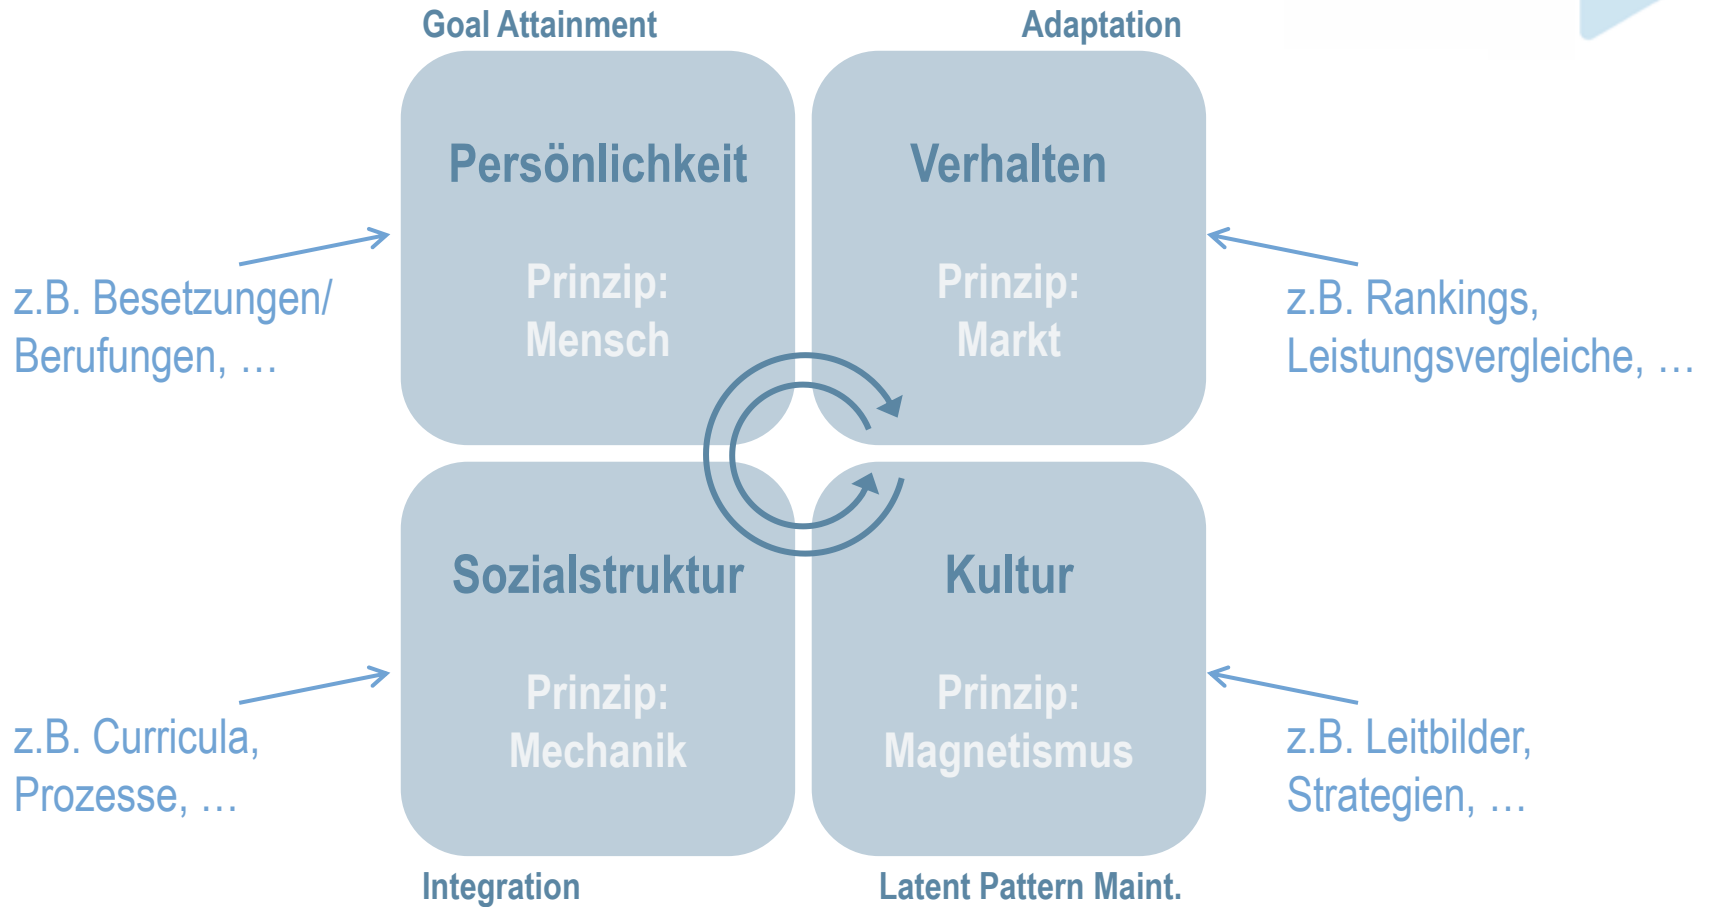 Goal Attainment
Adaptation
Persönlichkeit
Verhalten
Prinzip:
Mensch
Prinzip:
Markt
z.B. Besetzungen/
Berufungen, …
z.B. Rankings,
Leistungsvergleiche, …
Sozialstruktur
Kultur
Prinzip:
Mechanik
Prinzip:
Magnetismus
z.B. Curricula,
Prozesse, …
z.B. Leitbilder,
Strategien, …
Integration
Latent Pattern Maint.